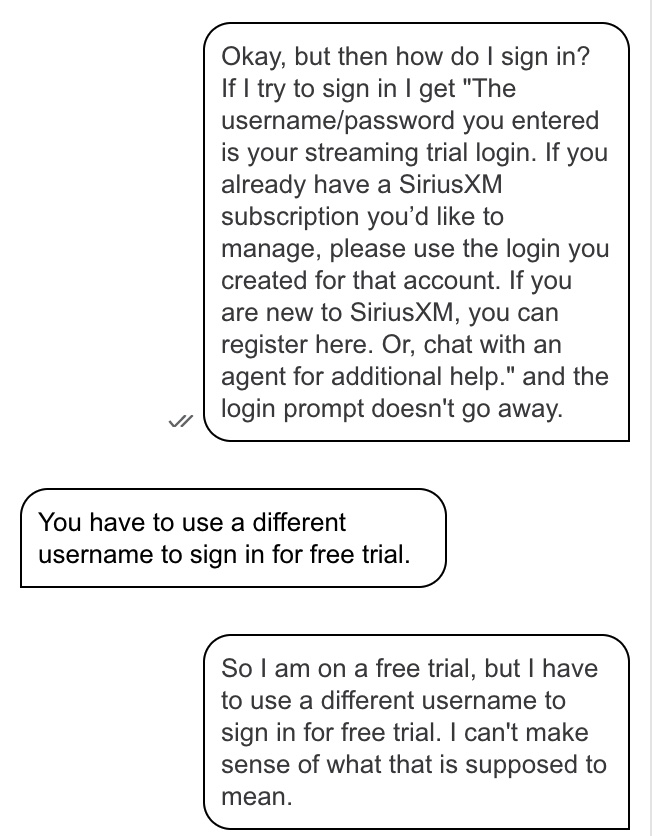 Okay, but then how do I sign in?
If I try to sign in I get "The
username/password you entered
is your streaming trial login. If you
already have a SiriusXM
subscription you’d like to
manage, please use the login you
created for that account. If you
are new to SiriusXM, you can
register here. Or, chat with an
agent for additional help." and the
login prompt doesn't go away.
You have to use a different
username to sign in for free trial.
So I am on a free trial, but I have
to use a different username to
sign in for free trial. I can't make
sense of what that is supposed to
mean.